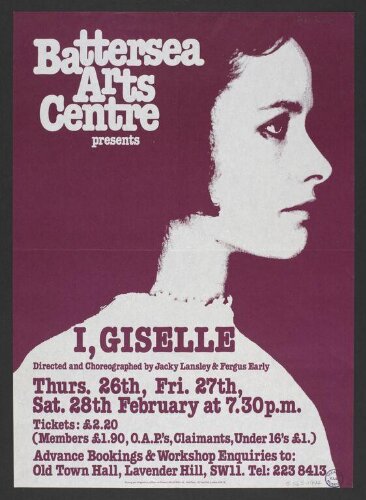 Battersea
Arts
Centre
presents
I, GISELLE
Directed and Choreographed by Jacky Lansley & Fergus Early
Thurs. 26th, Fri. 27th,
Sat. 28th February at 7.30p.m.
Tickets: £2.20
(Members £1.90, O.A.P.'s, Claimants, Under 16's £1.)
Advance Bookings & Workshop Enquiries to:
Old Town Hall, Lavender Hill, SW11. Tel: 223 8413